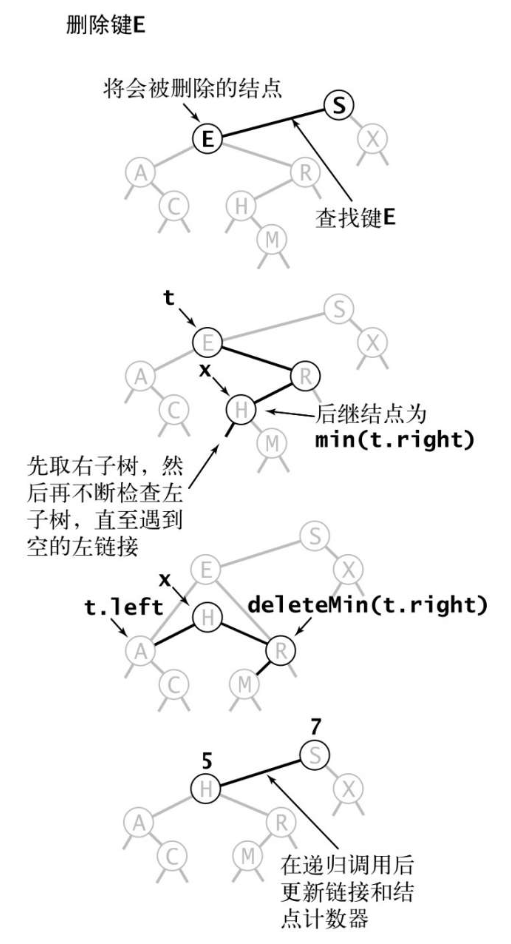 删除键E
将会被删除的结点
S
E
A
R
X
C
H
查找键E
M
t
S
E
X
A
x
R
C
H
后继结点为
min(t.right)
M
先取右子树，然
后再不断检查左
子树，直至遇到
空的左链接
S
E
x
X
t.left
H
deleteMin(t.right)
A
R
C
M
7
5
S
H
X
A
R
C
M
在递归调用后
更新链接和结
点计数器